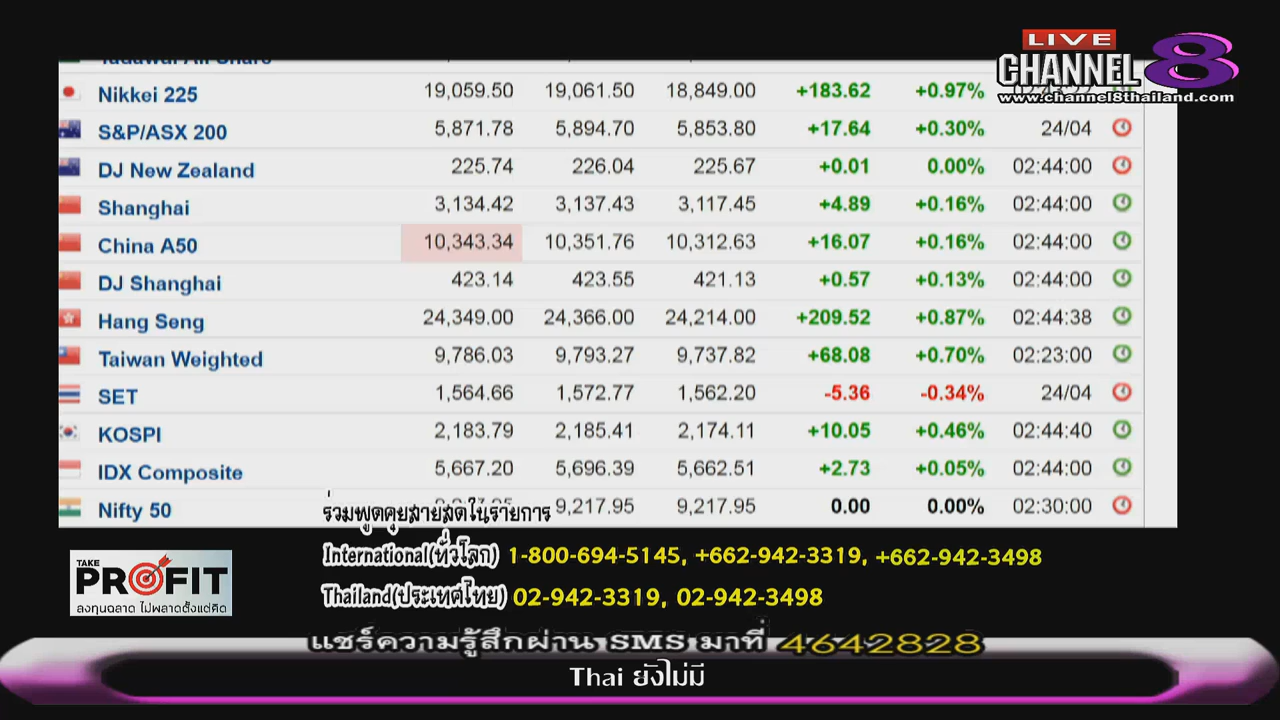 LIVE
CHANNEL 8
www.channel8thailand.com
Nikkei 225 19,059.50 19,061.50 18,849.00 +183.62 +0.97%
S&P/ASX 200 5,871.78 5,894.70 5,853.80 +17.64 +0.30% 24/04
DJ New Zealand 225.74 226.04 225.67 +0.01 0.00% 02:44:00
Shanghai 3,134.42 3,137.43 3,117.45 +4.89 +0.16% 02:44:00
China A50 10,343.34 10,351.76 10,312.63 +16.07 +0.16% 02:44:00
DJ Shanghai 423.14 423.55 421.13 +0.57 +0.13% 02:44:00
Hang Seng 24,349.00 24,366.00 24,214.00 +209.52 +0.87% 02:44:38
Taiwan Weighted 9,786.03 9,793.27 9,737.82 +68.08 +0.70% 02:23:00
SET 1,564.66 1,572.77 1,562.20 -5.36 -0.34% 24/04
KOSPI 2,183.79 2,185.41 2,174.11 +10.05 +0.46% 02:44:40
IDX Composite 5,667.20 5,696.39 5,662.51 +2.73 +0.05% 02:44:00
Nifty 50 9,217.95 9,217.95 0.00 0.00% 02:30:00
ร่วมพูดคุยสายสดในรายการ
International(ทั่วโลก) 1-800-694-5145, +662-942-3319, +662-942-3498
Thailand(ประเทศไทย) 02-942-3319, 02-942-3498
TAKE
PROFIT
ลงทุนฉลาด ไม่พลาดตั้งแต่คิด
แชร์ความรู้สึกผ่าน SMS มาที่ 4642828
Thai ยังไม่มี